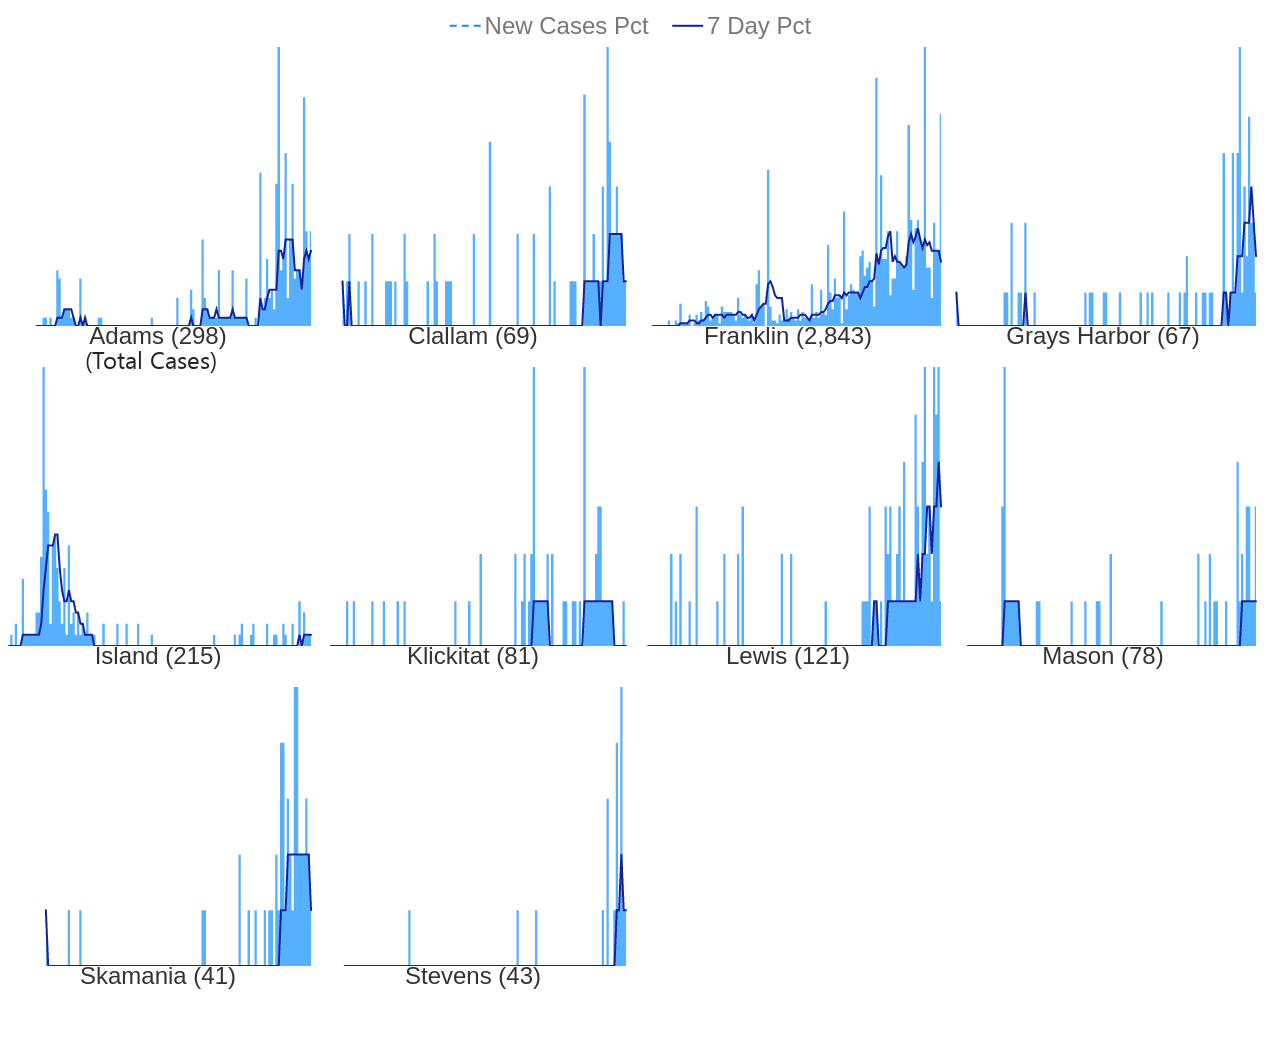 New Cases Pct 7 Day Pct
Adams (298) Clallam (69) Franklin (2,843) Grays Harbor (67)
(Total Cases)
Island (215) Klickitat (81) Lewis (121) Mason (78)
Skamania (41) Stevens (43)